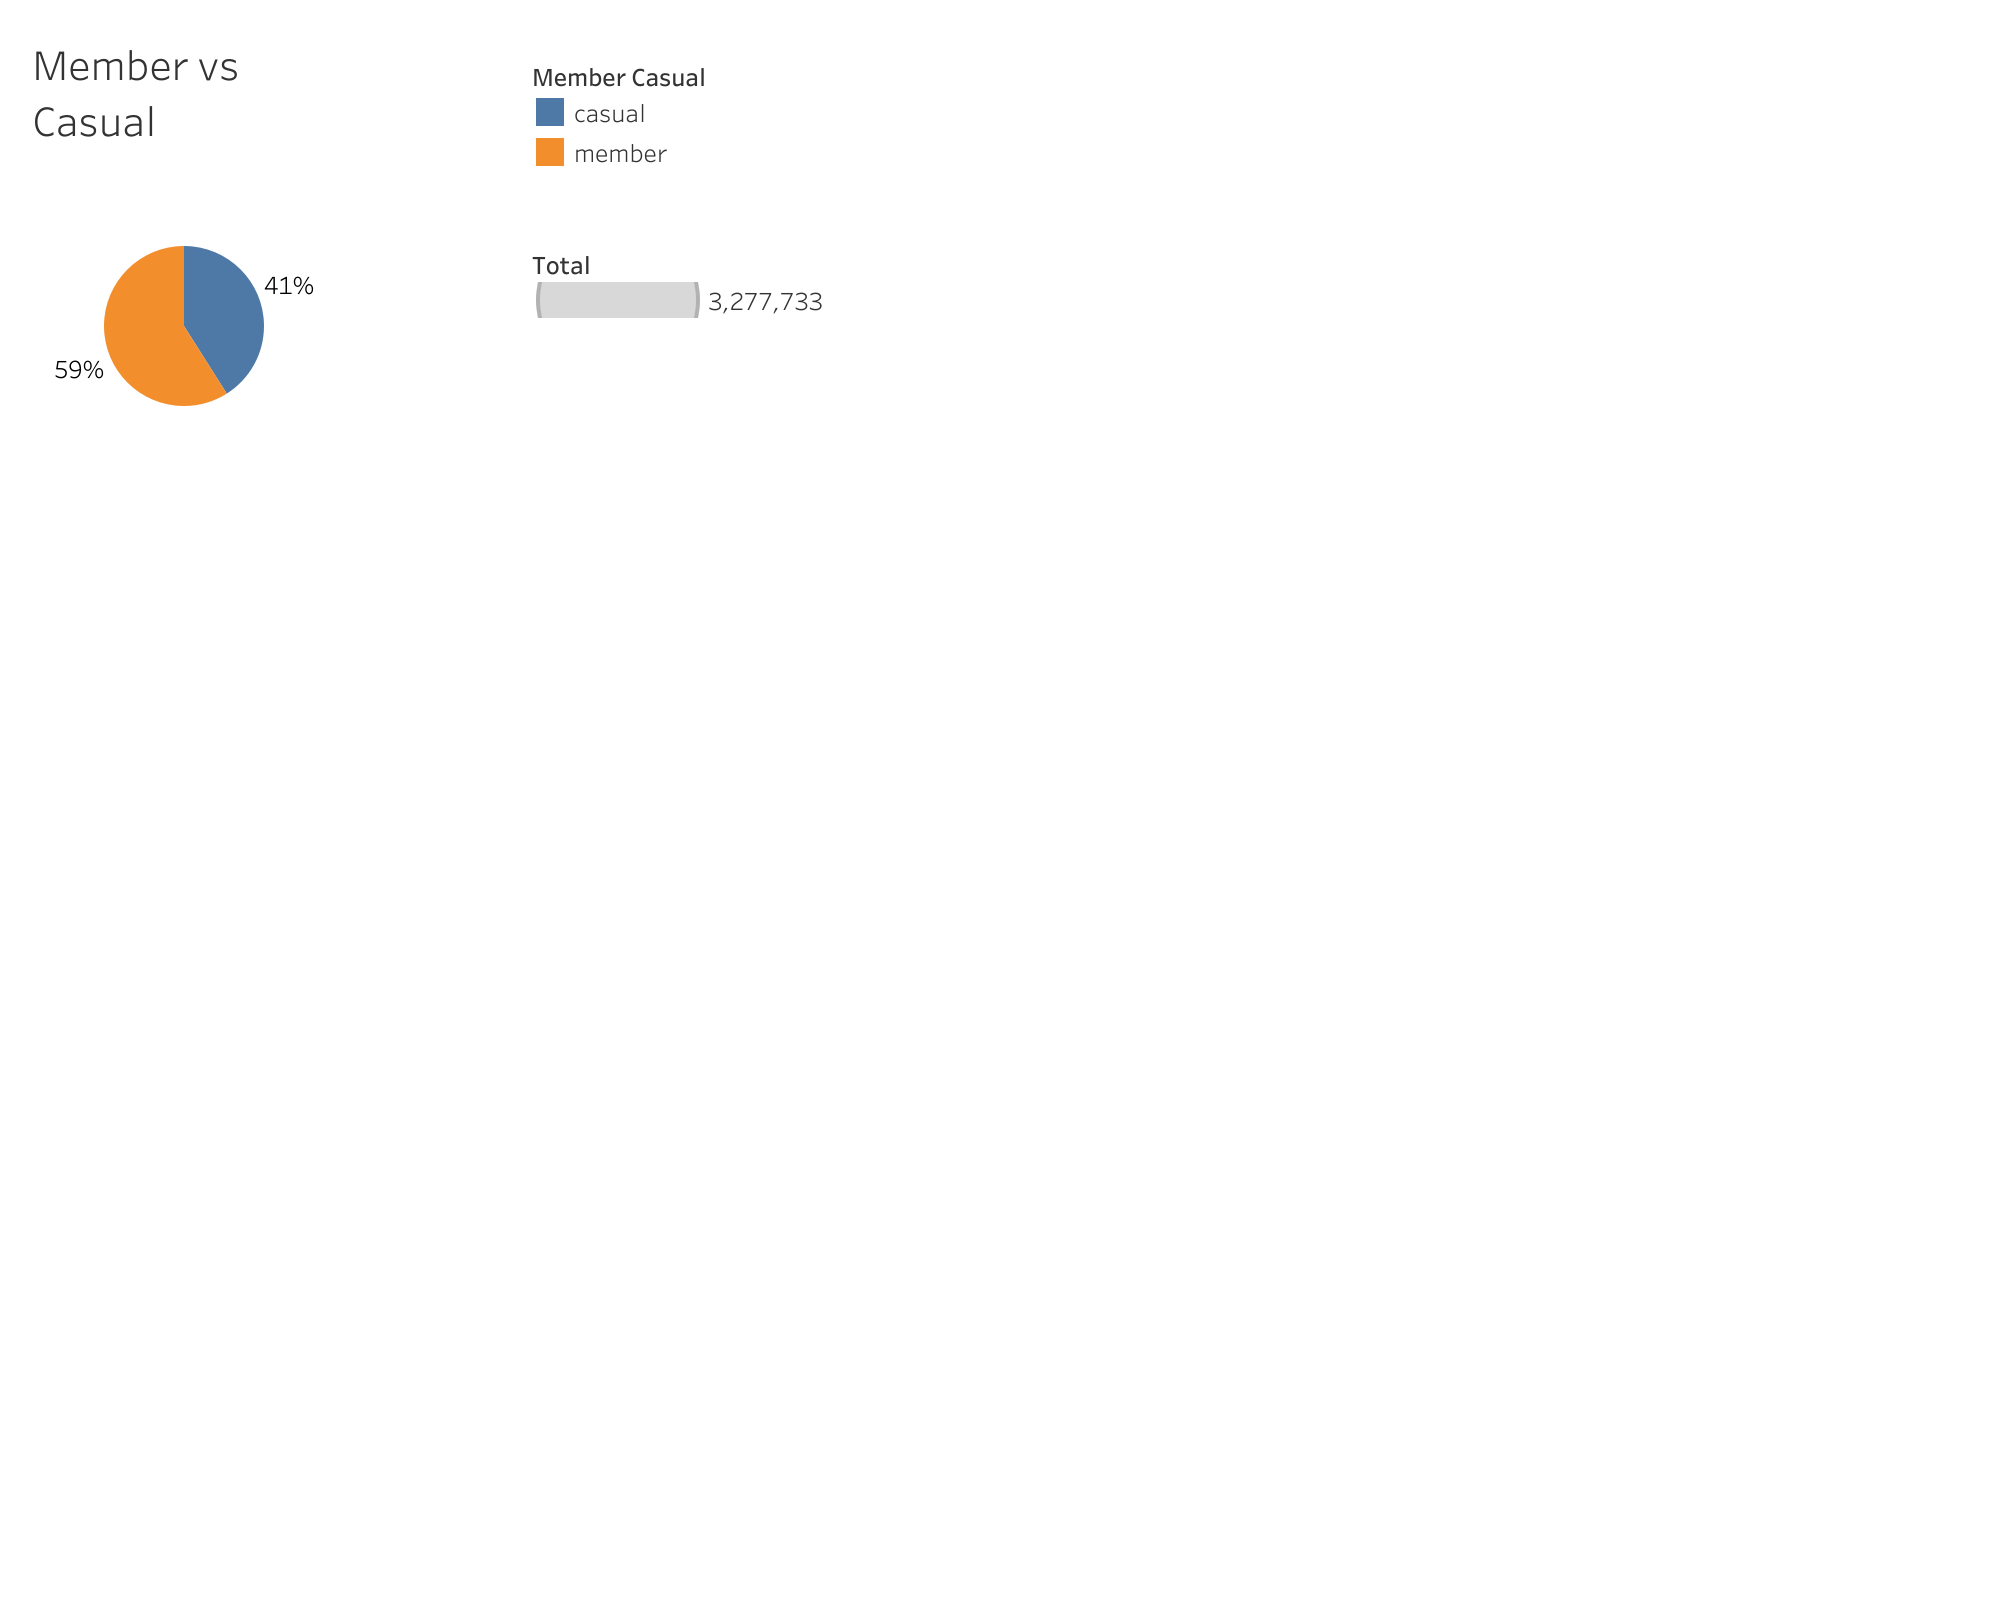 Member vs
Casual
41%
59%
Member Casual
casual
member
Total
3,277,733